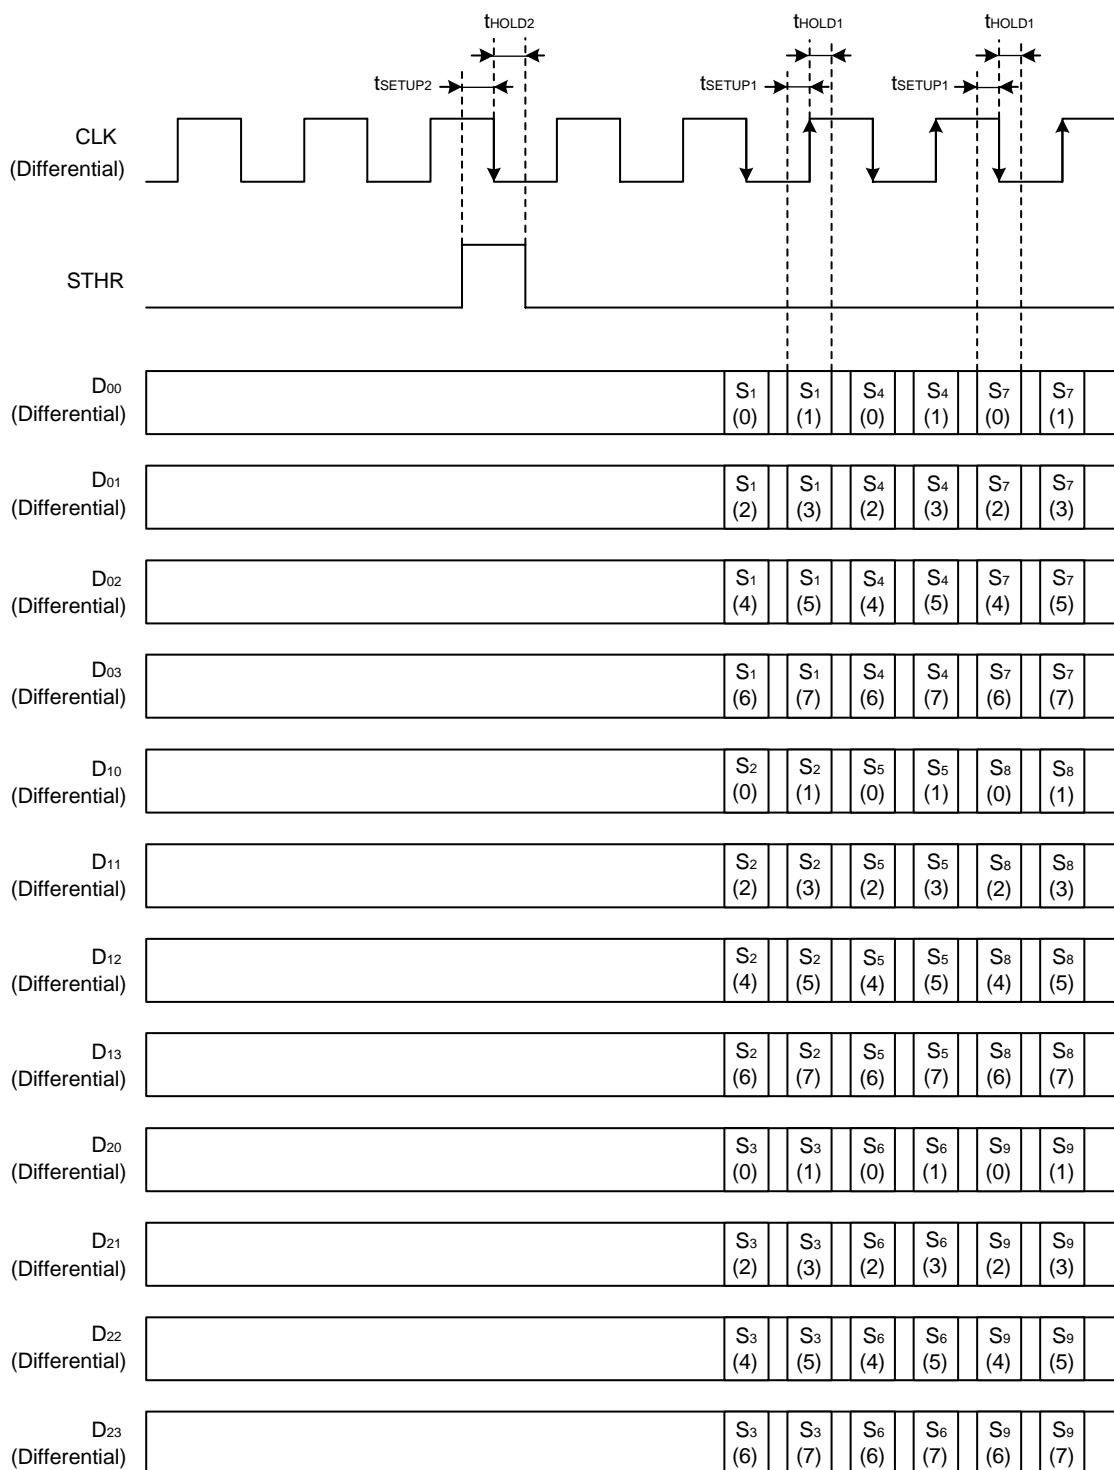 tHOLD2 tHOLD1 tHOLD1
tSETUP2 tSETUP1 tSETUP1
CLK
(Differential)
STHR
D00 S1 S1 S4 S4 S7 S7
(Differential) (0) (1) (0) (1) (0) (1)
D01 S1 S1 S4 S4 S7 S7
(Differential) (2) (3) (2) (3) (2) (3)
D02 S1 S1 S4 S4 S7 S7
(Differential) (4) (5) (4) (5) (4) (5)
D03 S1 S1 S4 S4 S7 S7
(Differential) (6) (7) (6) (7) (6) (7)
D10 S2 S2 S5 S5 S8 S8
(Differential) (0) (1) (0) (1) (0) (1)
D11 S2 S2 S5 S5 S8 S8
(Differential) (2) (3) (2) (3) (2) (3)
D12 S2 S2 S5 S5 S8 S8
(Differential) (4) (5) (4) (5) (4) (5)
D13 S2 S2 S5 S5 S8 S8
(Differential) (6) (7) (6) (7) (6) (7)
D20 S3 S3 S6 S6 S9 S9
(Differential) (0) (1) (0) (1) (0) (1)
D21 S3 S3 S6 S6 S9 S9
(Differential) (2) (3) (2) (3) (2) (3)
D22 S3 S3 S6 S6 S9 S9
(Differential) (4) (5) (4) (5) (4) (5)
D23 S3 S3 S6 S6 S9 S9
(Differential) (6) (7) (6) (7) (6) (7)